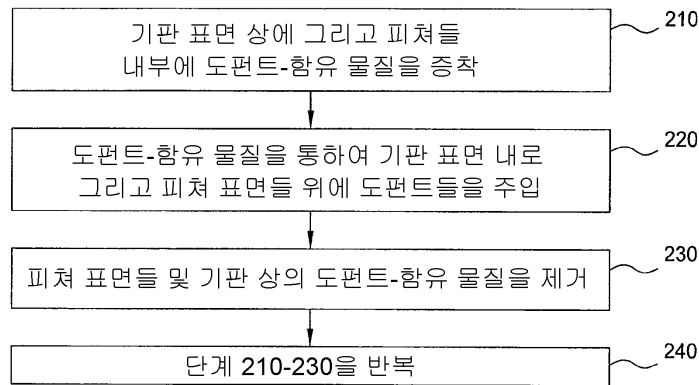 기판 표면 상에 그리고 피쳐들
내부에 도펀트-함유 물질을 증착
210
도펀트-함유 물질을 통하여 기판 표면 내로
그리고 피쳐 표면들 위에 도펀트들을 주입
220
피쳐 표면들 및 기판 상의 도펀트-함유 물질을 제거
230
단계 210-230을 반복
240